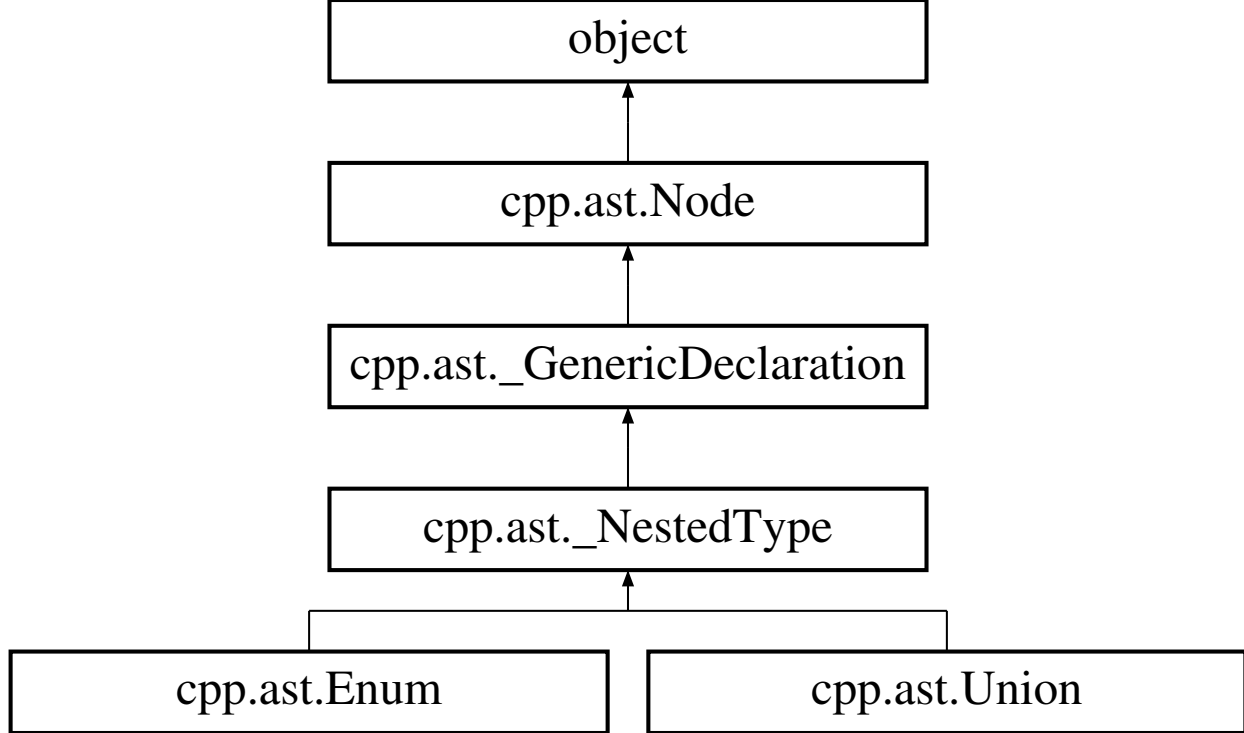 object
cpp.ast.Node
cpp.ast._GenericDeclaration
cpp.ast._NestedType
cpp.ast.Enum
cpp.ast.Union